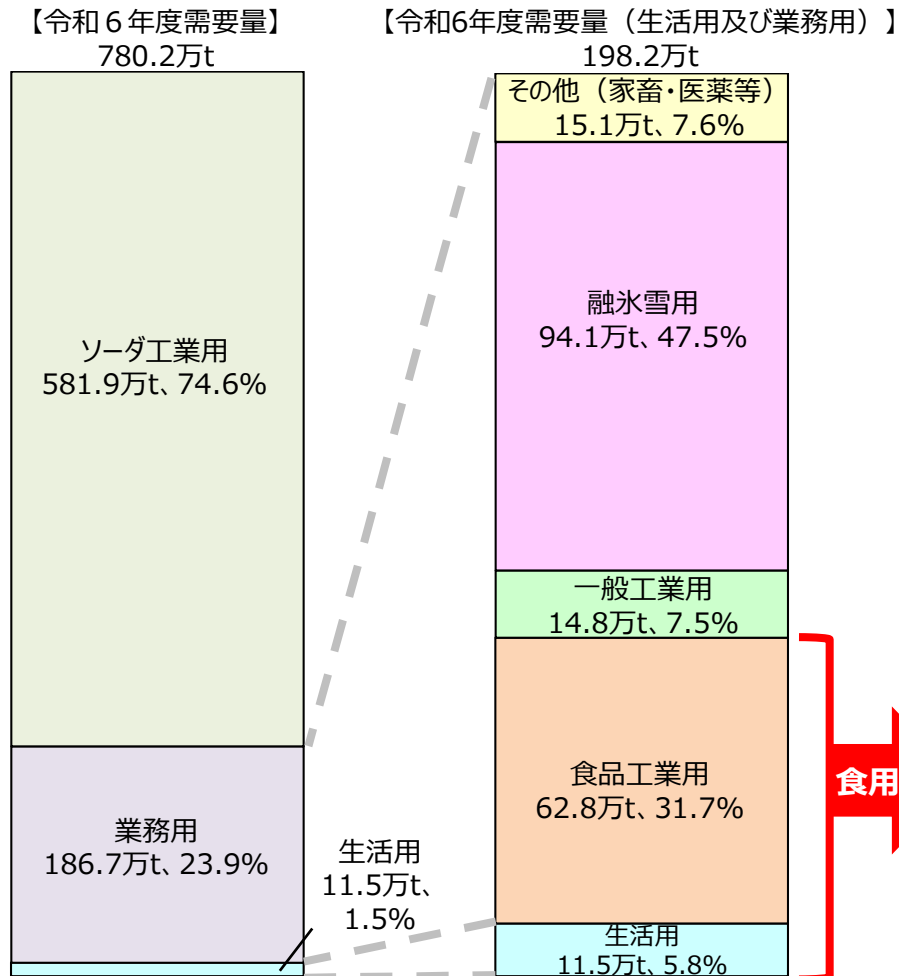 【令和６年度需要量】
780.2万t
ソーダ工業用
581.9万t、74.6%
業務用
186.7万t、23.9%
生活用
11.5万t、
1.5%
【令和6年度需要量（生活用及び業務用）】
198.2万t
その他（家畜・医薬等）
15.1万t、7.6%
融氷雪用
94.1万t、47.5%
一般工業用
14.8万t、7.5%
食品工業用
62.8万t、31.7%
生活用
11.5万t、5.8%
食用